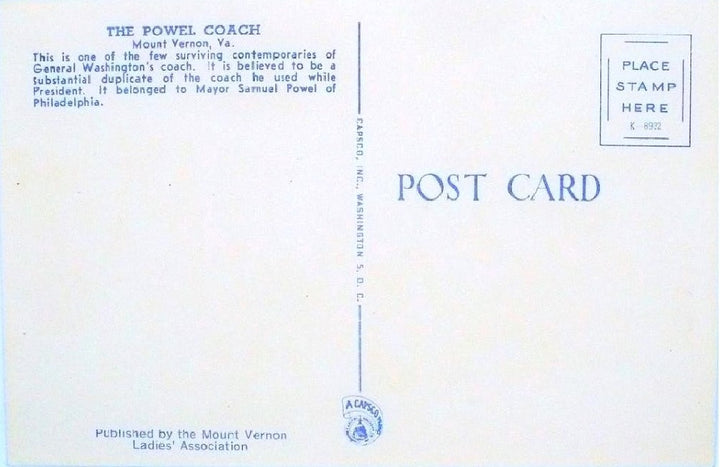 THE POWEL COACH
Mount Vernon, Va.
This is one of the few surviving contemporaries of
General Washington's coach. It is believed to be a
substantial duplicate of the coach he used while
President. It belonged to Mayor Samuel Powel of
Philadelphia.
CAPSCO, INC., WASHINGTON 5, D. C.
A CAPSCO
Published by the Mount Vernon
Ladies' Association
PLACE
STAMP
HERE
K 8932
POST CARD